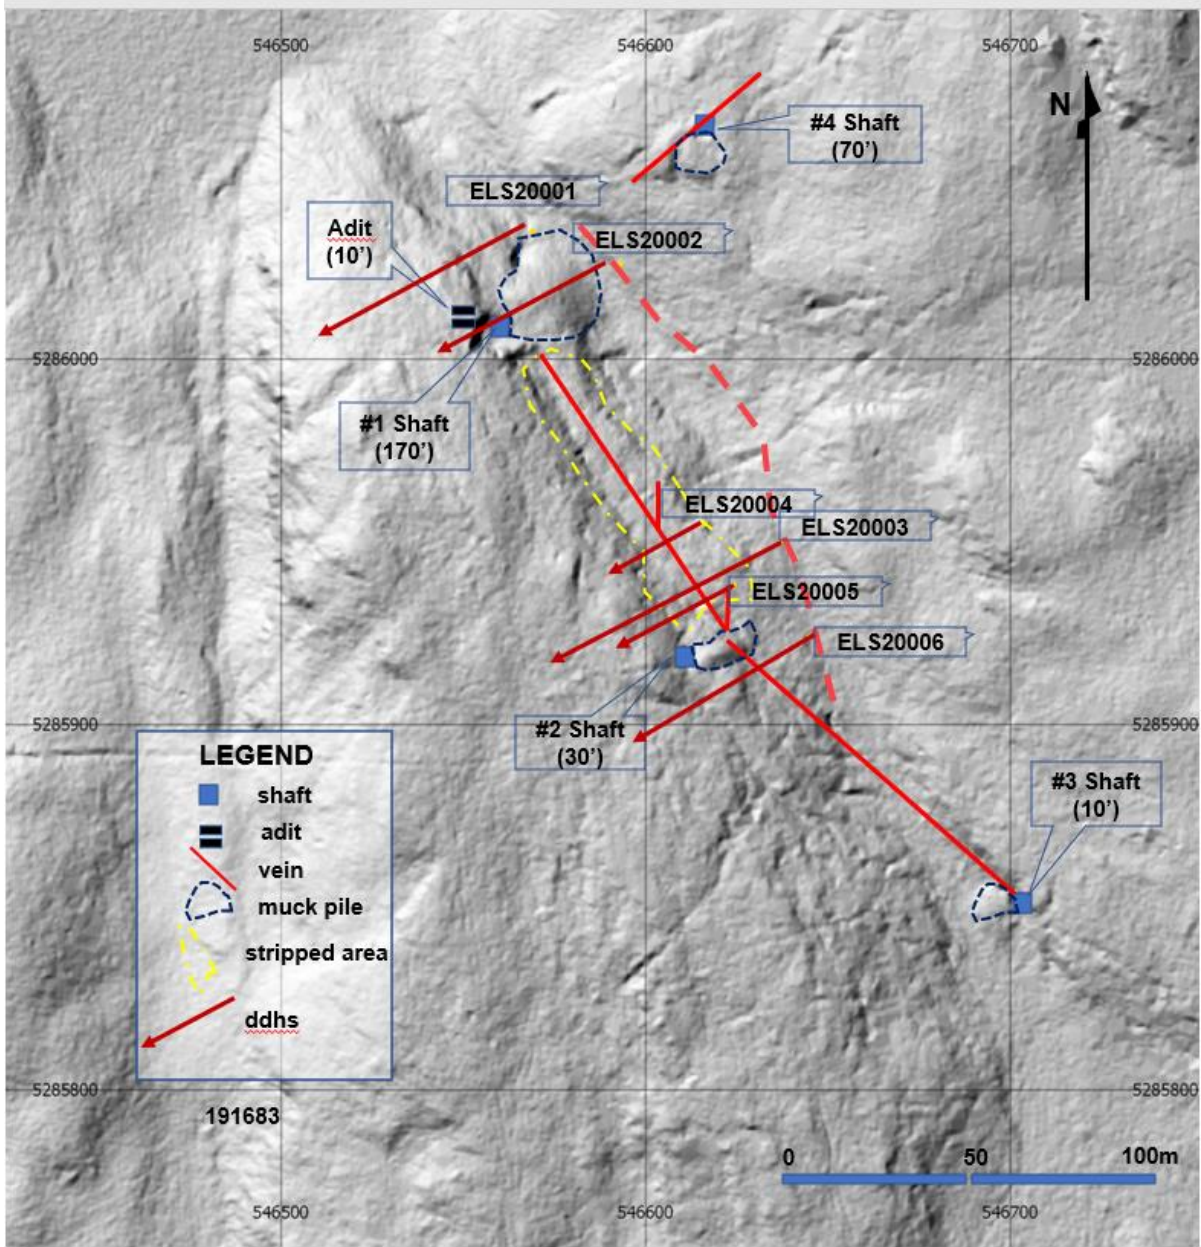 546500
546600
546700
N
#4 Shaft
(70')
ELS20001
Adit
(10')
ELS20002
5286000
5286000
#1 Shaft
(170')
ELS20004
ELS20003
ELS20005
ELS20006
#2 Shaft
(30')
5285900
5285900
LEGEND
shaft
adit
vein
muck pile
stripped area
ddhs
#3 Shaft
(10')
5285800
5285800
191683
0
50
100m
546500
546600
546700